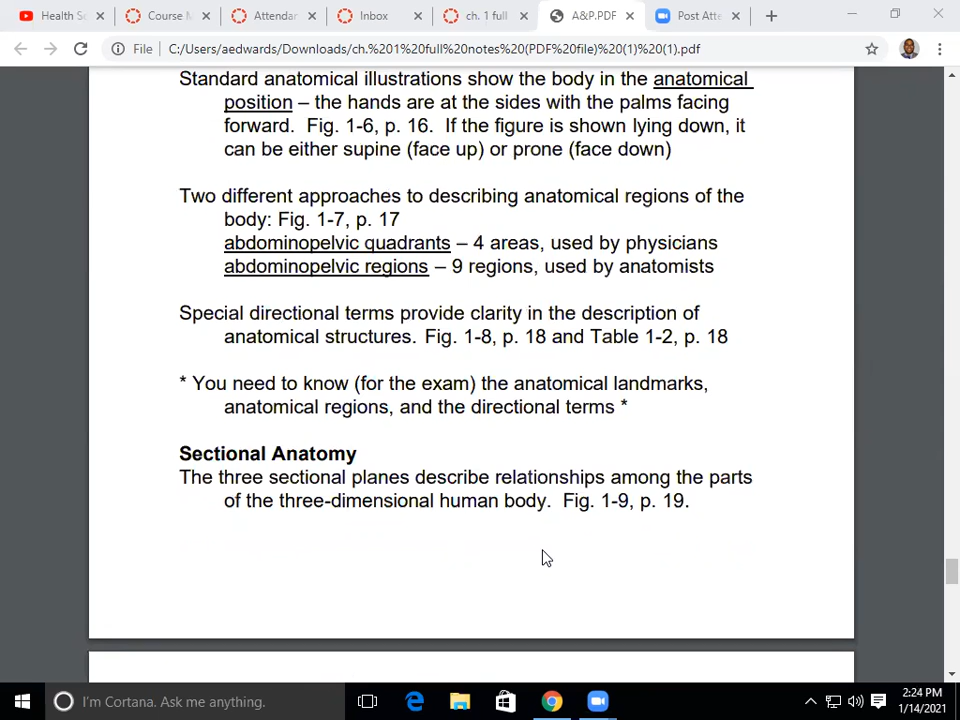 Health Se
Course M
Attendan
Inbox
ch. 1 full
A&P.PDF
Post Atte
File
C:/Users/aedwards/Downloads/ch.%201%20full%20notes%20(PDF%20file)%20(1)%20(1).pdf
Standard anatomical illustrations show the body in the anatomical
position – the hands are at the sides with the palms facing
forward. Fig. 1-6, p. 16. If the figure is shown lying down, it
can be either supine (face up) or prone (face down)
Two different approaches to describing anatomical regions of the
body: Fig. 1-7, p. 17
abdominopelvic quadrants – 4 areas, used by physicians
abdominopelvic regions – 9 regions, used by anatomists
Special directional terms provide clarity in the description of
anatomical structures. Fig. 1-8, p. 18 and Table 1-2, p. 18
* You need to know (for the exam) the anatomical landmarks,
anatomical regions, and the directional terms *
Sectional Anatomy
The three sectional planes describe relationships among the parts
of the three-dimensional human body. Fig. 1-9, p. 19.
I'm Cortana. Ask me anything.
2:24 PM
1/14/2021